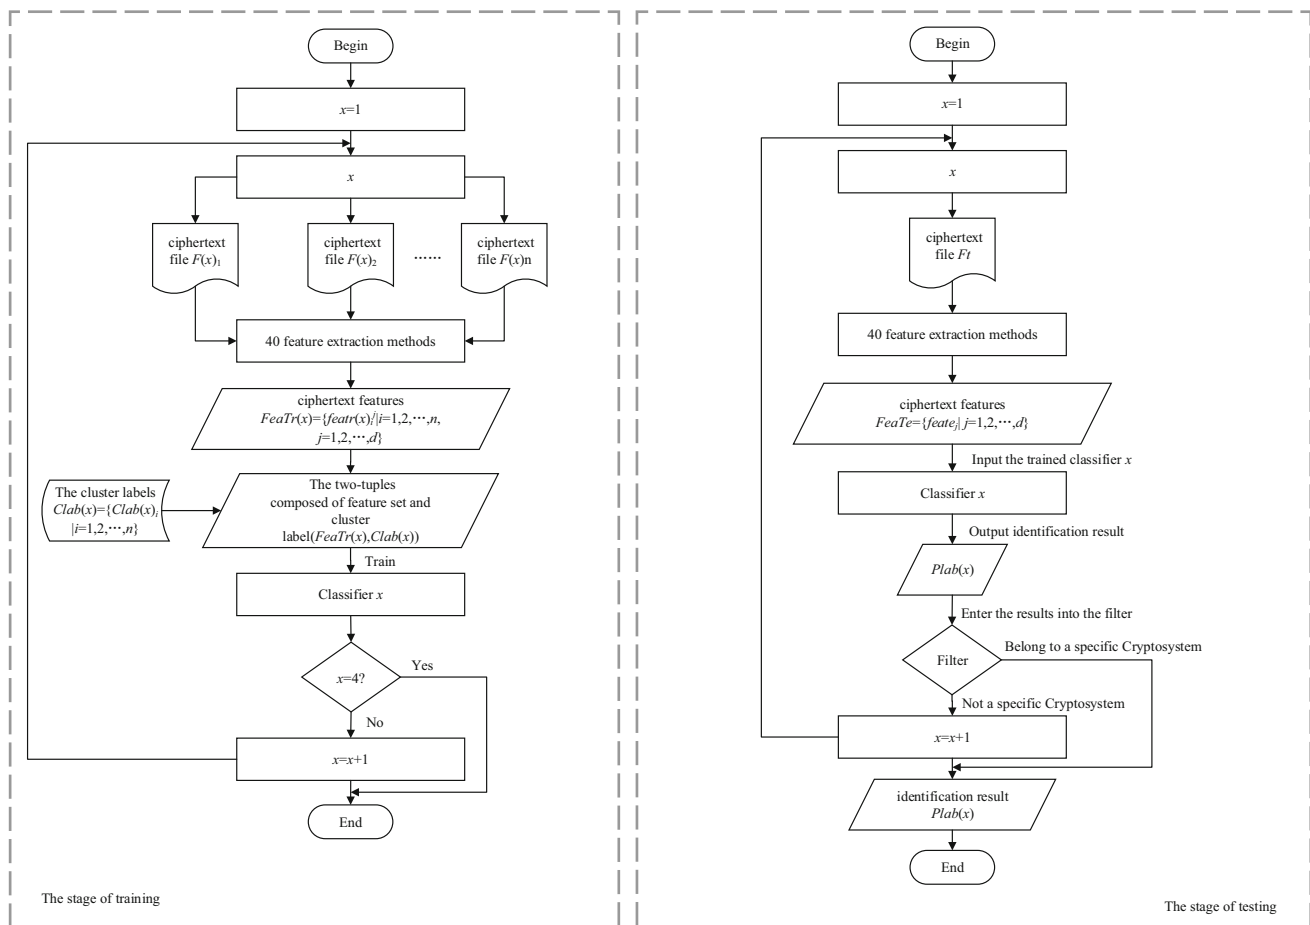 Begin
x=1
x
ciphertext
file F(x)₁
ciphertext
file F(x)₂
……
ciphertext
file F(x)n
40 feature extraction methods
ciphertext features
FeaTr(x)={featr(x)ᵢʲ|i=1,2,⋯,n,
j=1,2,⋯,d}
The cluster labels
Clab(x)={Clab(x)ᵢ
|i=1,2,⋯,n}
The two-tuples
composed of feature set and
cluster
label(FeaTr(x),Clab(x))
Train
Classifier x
x=4?
Yes
No
x=x+1
End
The stage of training
Begin
x=1
x
ciphertext
file Ft
40 feature extraction methods
ciphertext features
FeaTe={feateⱼ| j=1,2,⋯,d}
Input the trained classifier x
Classifier x
Output identification result
Plab(x)
Enter the results into the filter
Filter
Belong to a specific Cryptosystem
Not a specific Cryptosystem
x=x+1
identification result
Plab(x)
End
The stage of testing